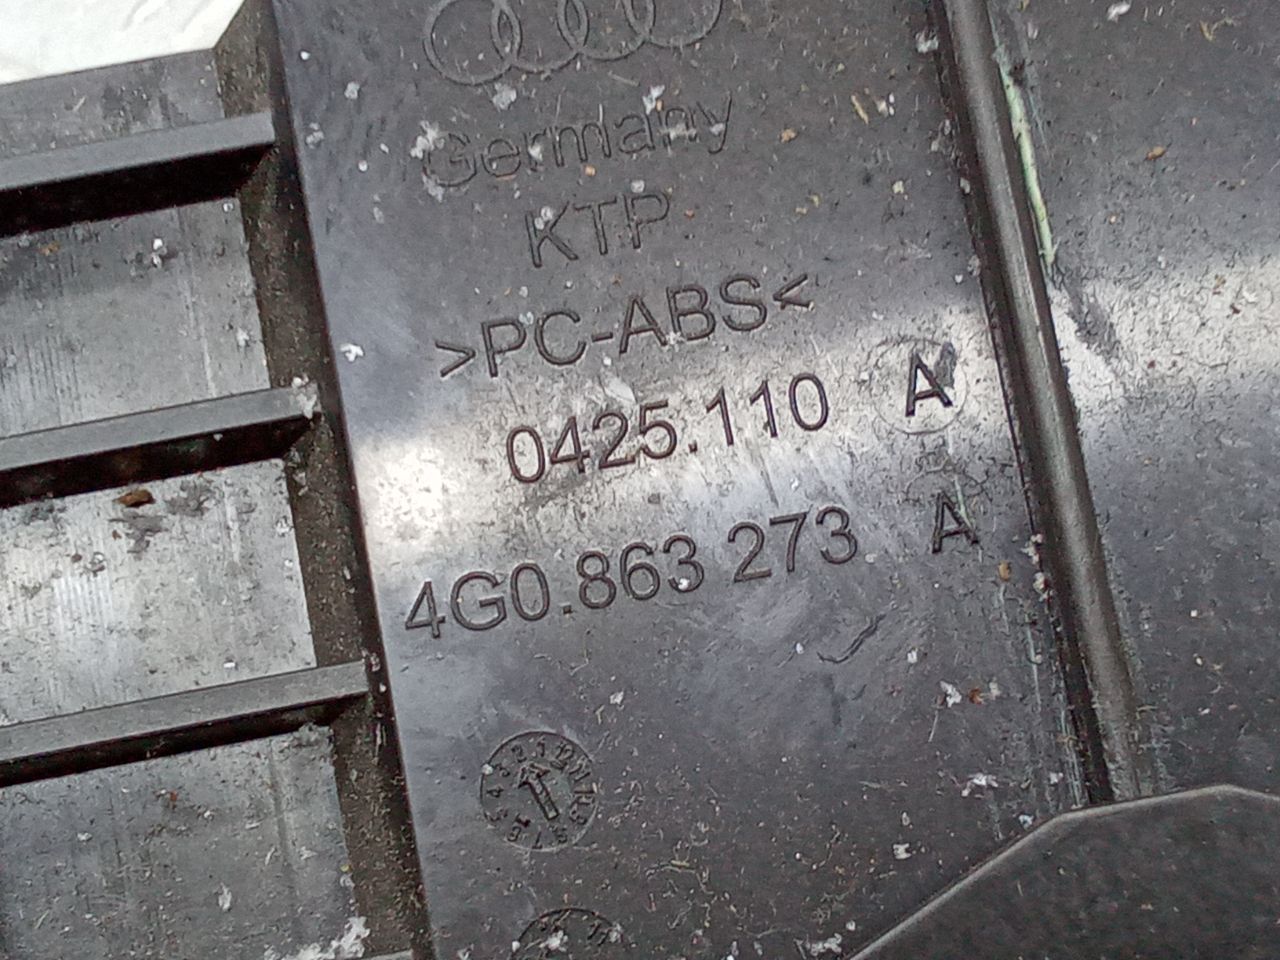 Germany
KTP
>PC-ABS<
0425.110 A
4G0.863 273 A